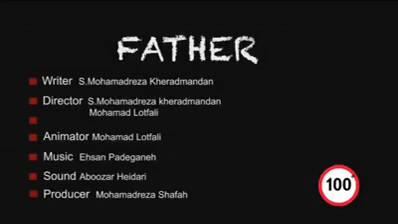 FATHER
Writer S.Mohamadreza Kheradmandan
Director S.Mohamadreza kheradmandan
Mohamad Lotfali
Animator Mohamad Lotfali
Music Ehsan Padeganeh
Sound Aboozar Heidari
Producer Mohamadreza Shafah
100